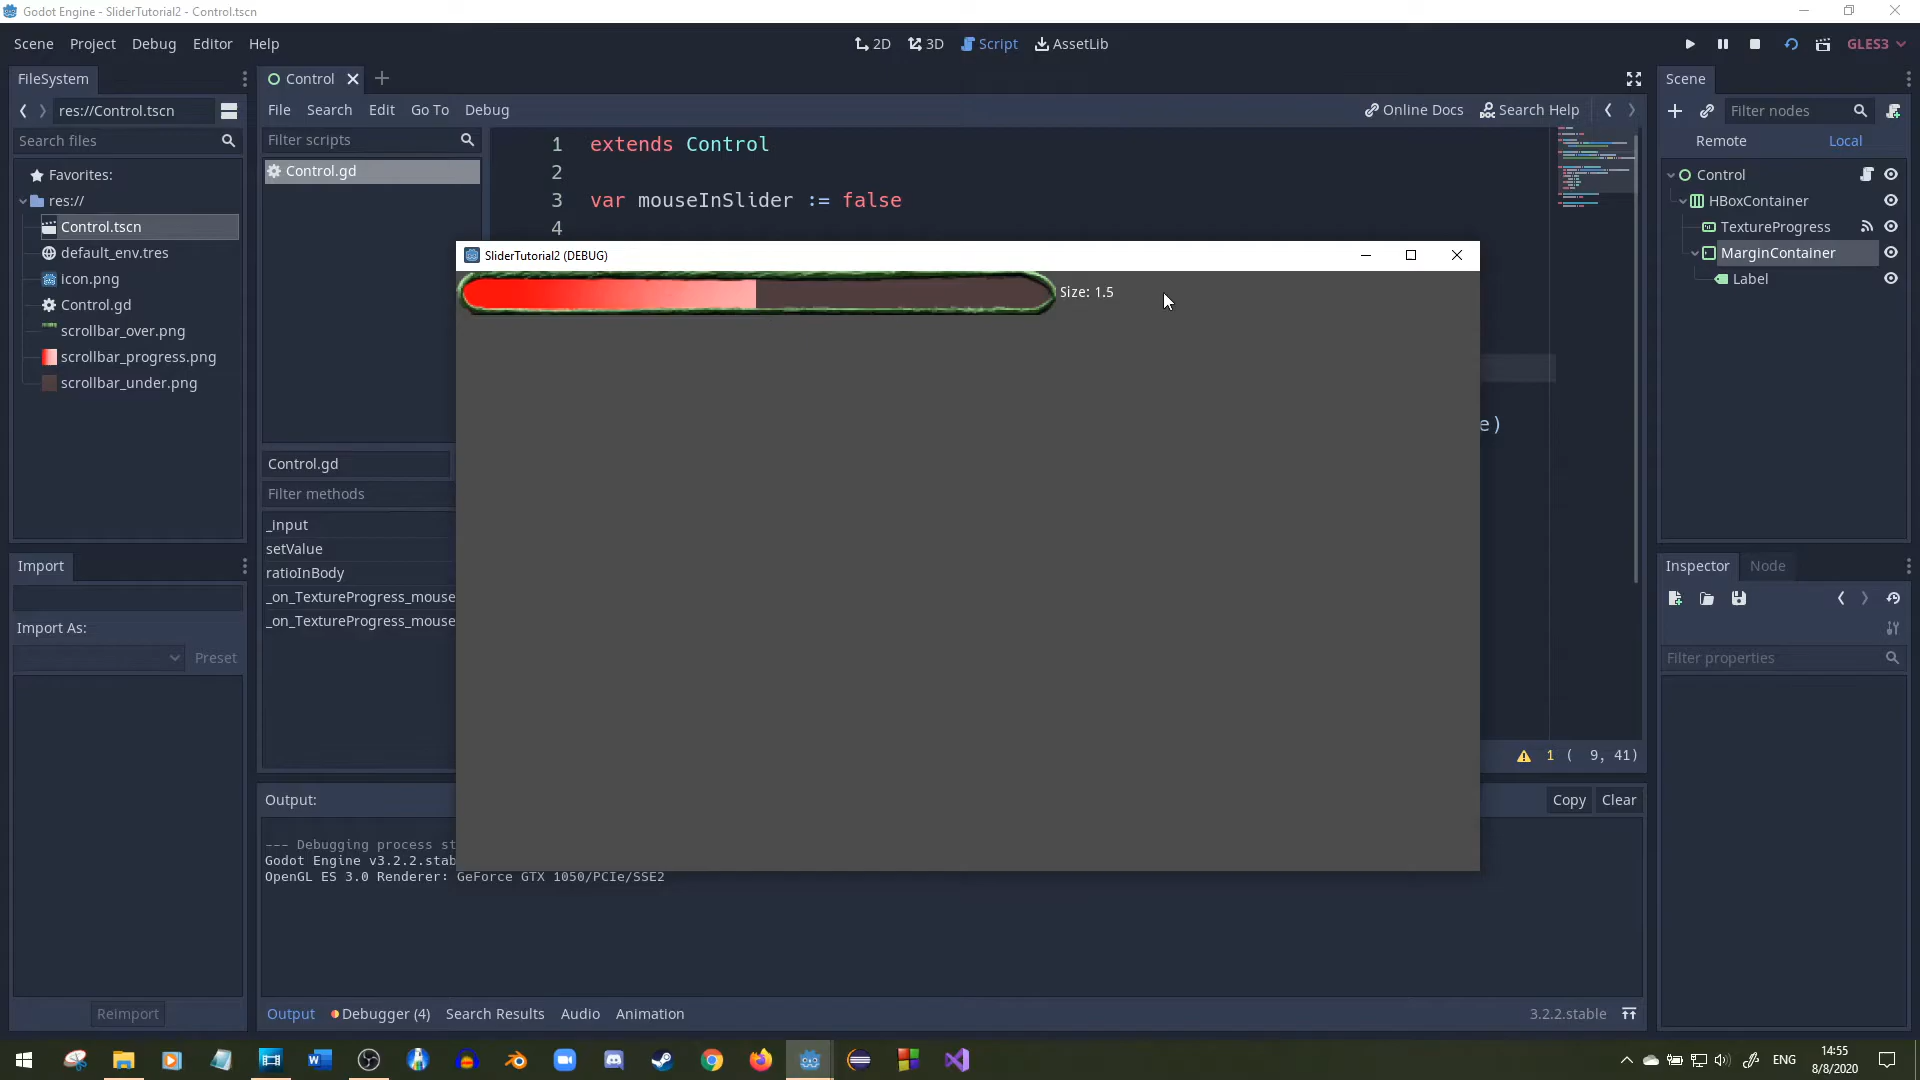 Godot Engine - SliderTutorial2 - Control.tscn
Scene Project Debug Editor Help
2D 3D Script AssetLib
GLES3
FileSystem
res://Control.tscn
Search files
Favorites:
res://
Control.tscn
default_env.tres
icon.png
Control.gd
scrollbar_over.png
scrollbar_progress.png
scrollbar_under.png
Import
Import As:
Preset
Reimport
Control
File Search Edit Go To Debug
Online Docs Search Help
Filter scripts
Control.gd
Control.gd
Filter methods
_input
setValue
ratioInBody
_on_TextureProgress_mouse
_on_TextureProgress_mouse
1 extends Control
2
3 var mouseInSlider := false
4
e)
1 ( 9, 41)
SliderTutorial2 (DEBUG)
Size: 1.5
Output:
Copy Clear
--- Debugging process st
Godot Engine v3.2.2.stab
OpenGL ES 3.0 Renderer: GeForce GTX 1050/PCIe/SSE2
Output Debugger (4) Search Results Audio Animation
3.2.2.stable
Scene
Filter nodes
Remote Local
Control
HBoxContainer
TextureProgress
MarginContainer
Label
Inspector Node
Filter properties
ENG
14:55
8/8/2020